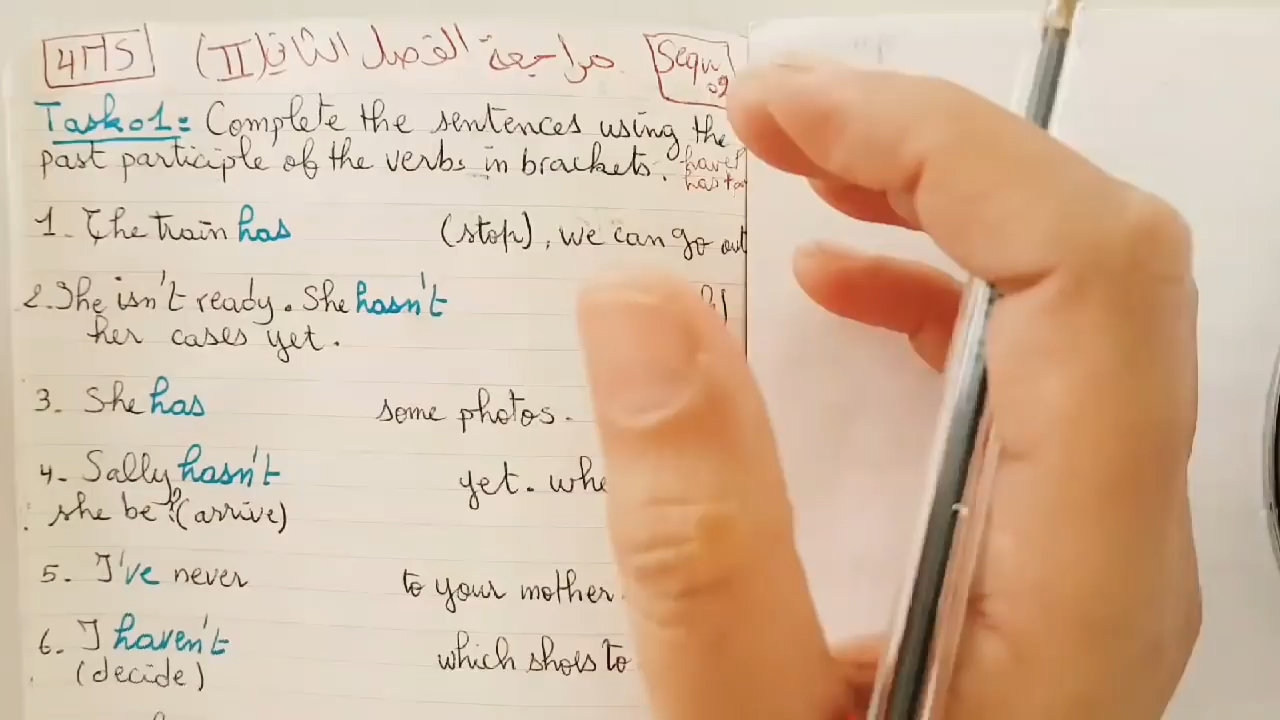 4MS مراجعة الفصل الثاني (II) Sequ 02
Task 01: Complete the sentences using the
past participle of the verbs in brackets.
has
1. The train has (stop), we can go out
2. She isn't ready. She hasn't
her cases yet.
3. She has some photos.
4. Sally hasn't yet. whe
she be? (arrive)
5. I've never to your mother.
6. I haven't which shoes to
(decide)